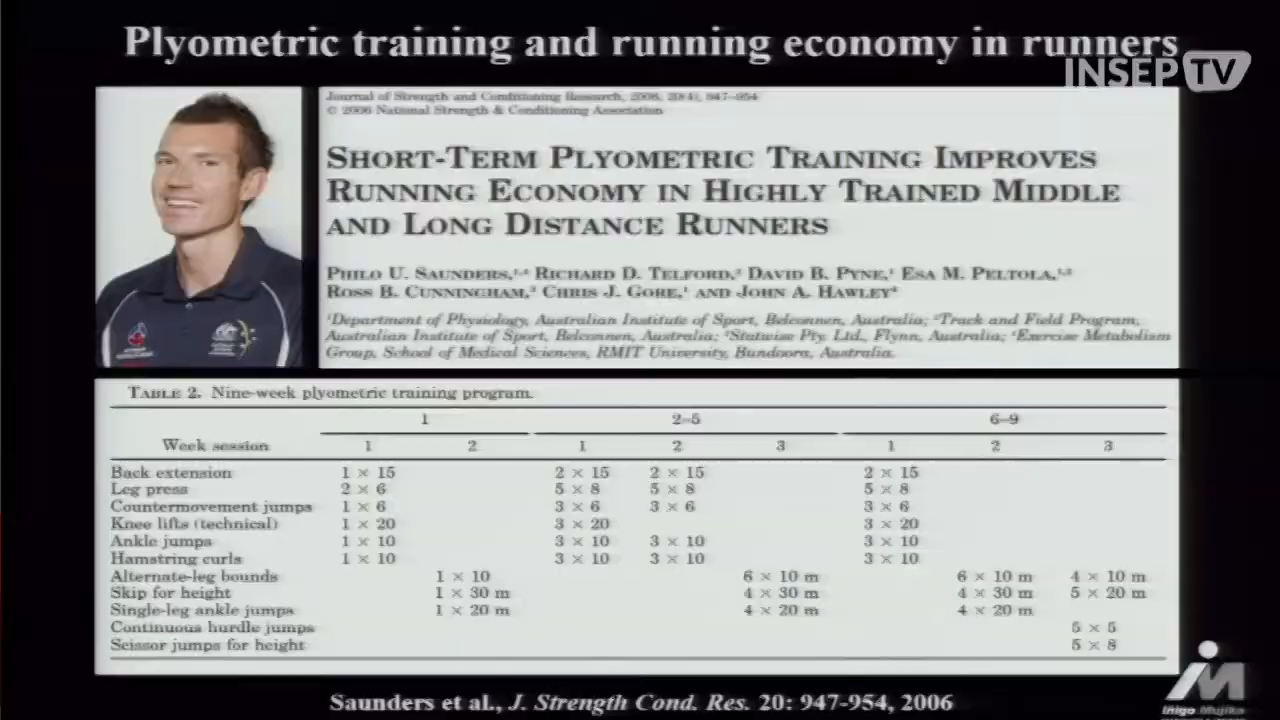 Plyometric training and running economy in runners
INSEP TV
Journal of Strength and Conditioning Research, 2006, 20(4), 947–954
© 2006 National Strength & Conditioning Association
SHORT-TERM PLYOMETRIC TRAINING IMPROVES
RUNNING ECONOMY IN HIGHLY TRAINED MIDDLE
AND LONG DISTANCE RUNNERS
PHILO U. SAUNDERS, RICHARD D. TELFORD, DAVID B. PYNE, ESA M. PELTOLA,
ROSS B. CUNNINGHAM, CHRIS J. GORE, AND JOHN A. HAWLEY
Department of Physiology, Australian Institute of Sport, Belconnen, Australia; Track and Field Program,
Australian Institute of Sport, Belconnen, Australia; Statwise Pty. Ltd., Flynn, Australia; Exercise Metabolism
Group, School of Medical Sciences, RMIT University, Bundoora, Australia.
TABLE 2. Nine-week plyometric training program.
1 2–5 6–9
Week session 1 2 1 2 3 1 2 3
Back extension 1 × 15 2 × 15 2 × 15 2 × 15
Leg press 2 × 6 5 × 8 5 × 8 5 × 8
Countermovement jumps 1 × 6 3 × 6 3 × 6 3 × 6
Knee lifts (technical) 1 × 20 3 × 20 3 × 20
Ankle jumps 1 × 10 3 × 10 3 × 10 3 × 10
Hamstring curls 1 × 10 3 × 10 3 × 10 3 × 10
Alternate-leg bounds 1 × 10 6 × 10 m 6 × 10 m 4 × 10 m
Skip for height 1 × 30 m 4 × 30 m 4 × 30 m 5 × 20 m
Single-leg ankle jumps 1 × 20 m 4 × 20 m 4 × 20 m
Continuous hurdle jumps 5 × 5
Scissor jumps for height 5 × 8
Saunders et al., J. Strength Cond. Res. 20: 947-954, 2006
iM
Iñigo Mujika